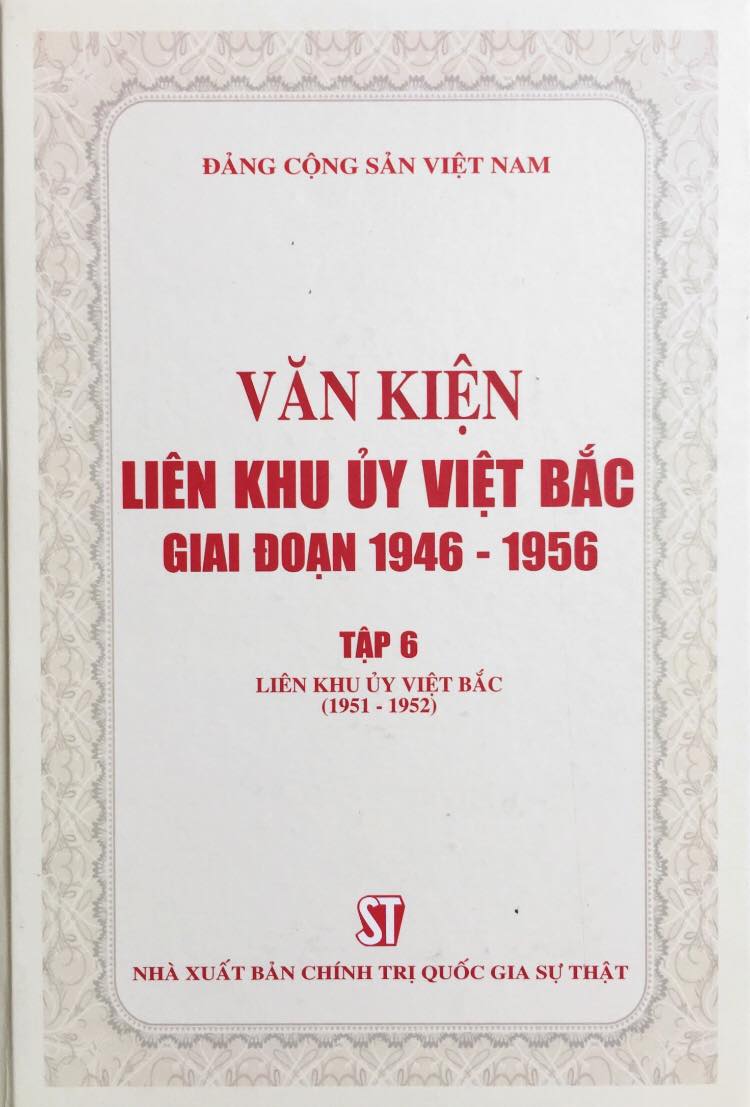 ĐẢNG CỘNG SẢN VIỆT NAM
VĂN KIỆN
LIÊN KHU ỦY VIỆT BẮC
GIAI ĐOẠN 1946 - 1956
TẬP 6
LIÊN KHU ỦY VIỆT BẮC
(1951 - 1952)
ST
NHÀ XUẤT BẢN CHÍNH TRỊ QUỐC GIA SỰ THẬT